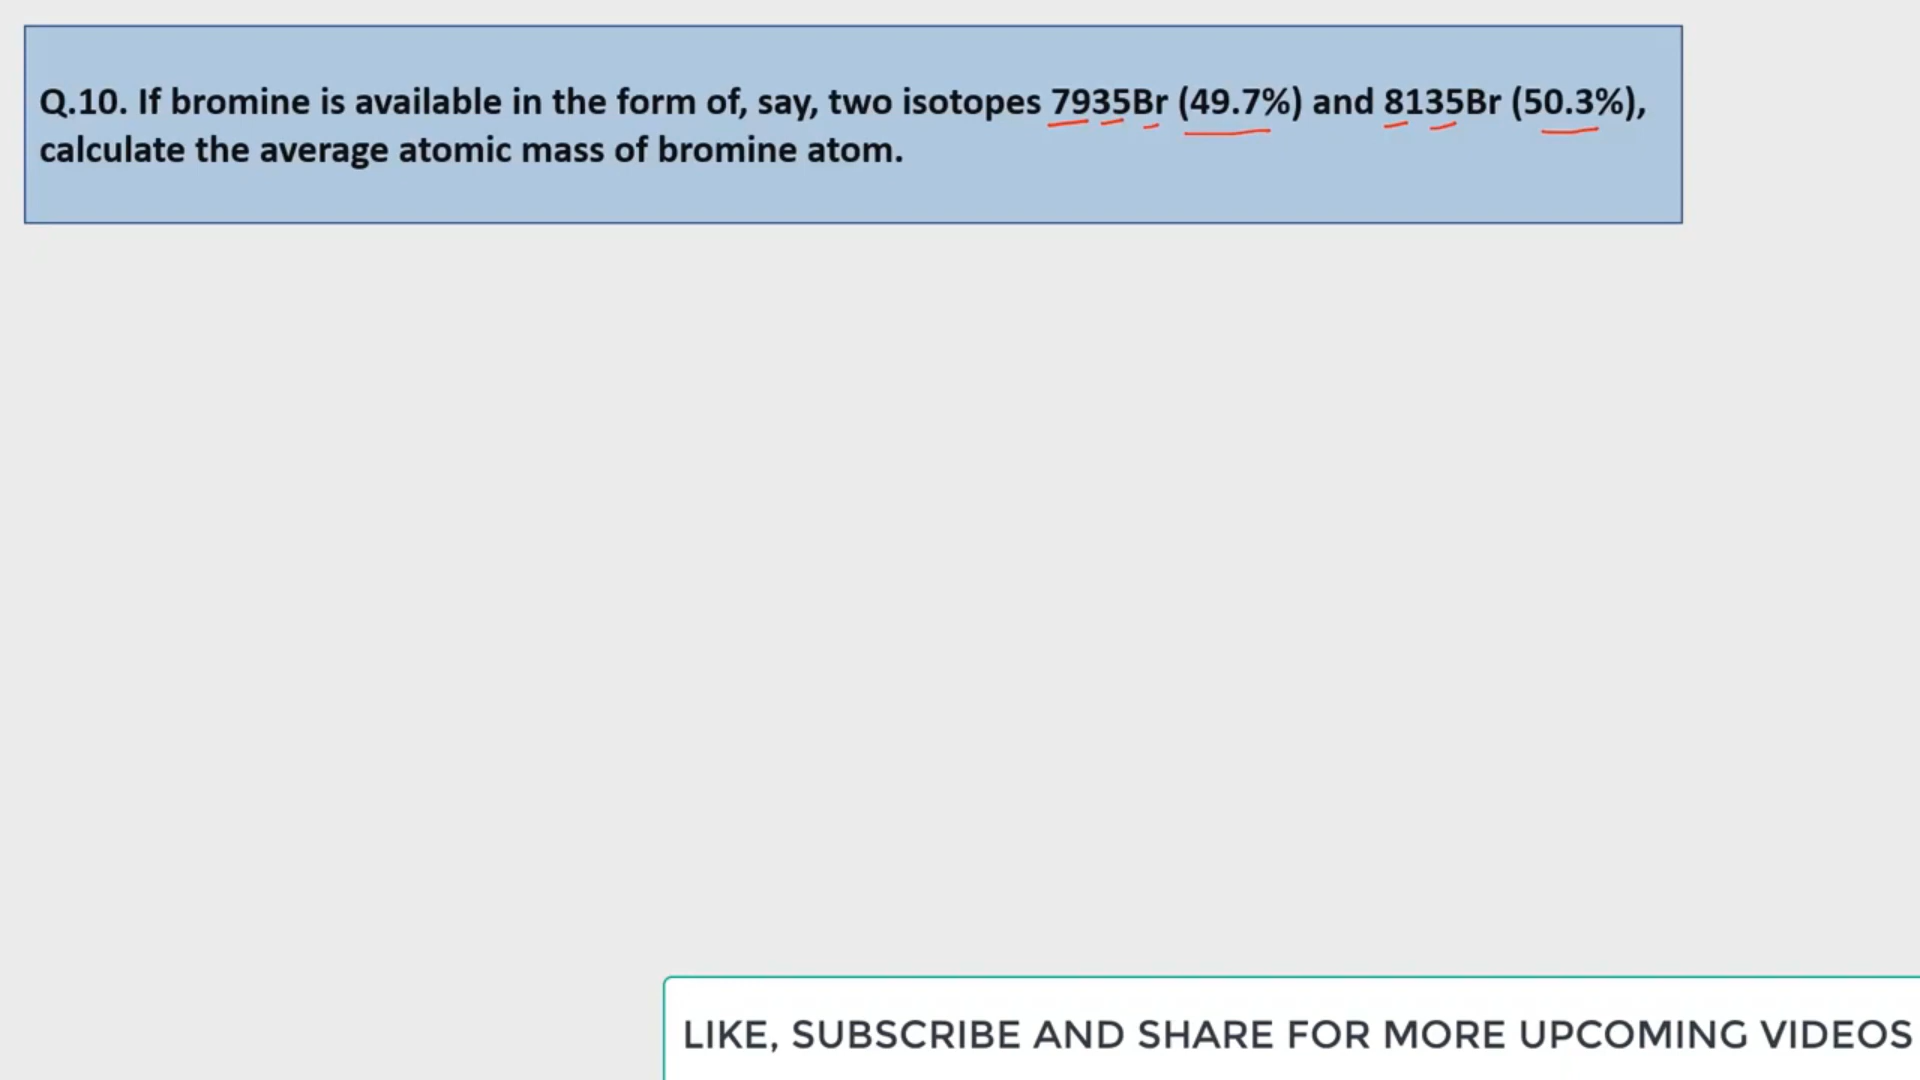 Q.10. If bromine is available in the form of, say, two isotopes 7935Br (49.7%) and 8135Br (50.3%),
calculate the average atomic mass of bromine atom.
LIKE, SUBSCRIBE AND SHARE FOR MORE UPCOMING VIDEOS